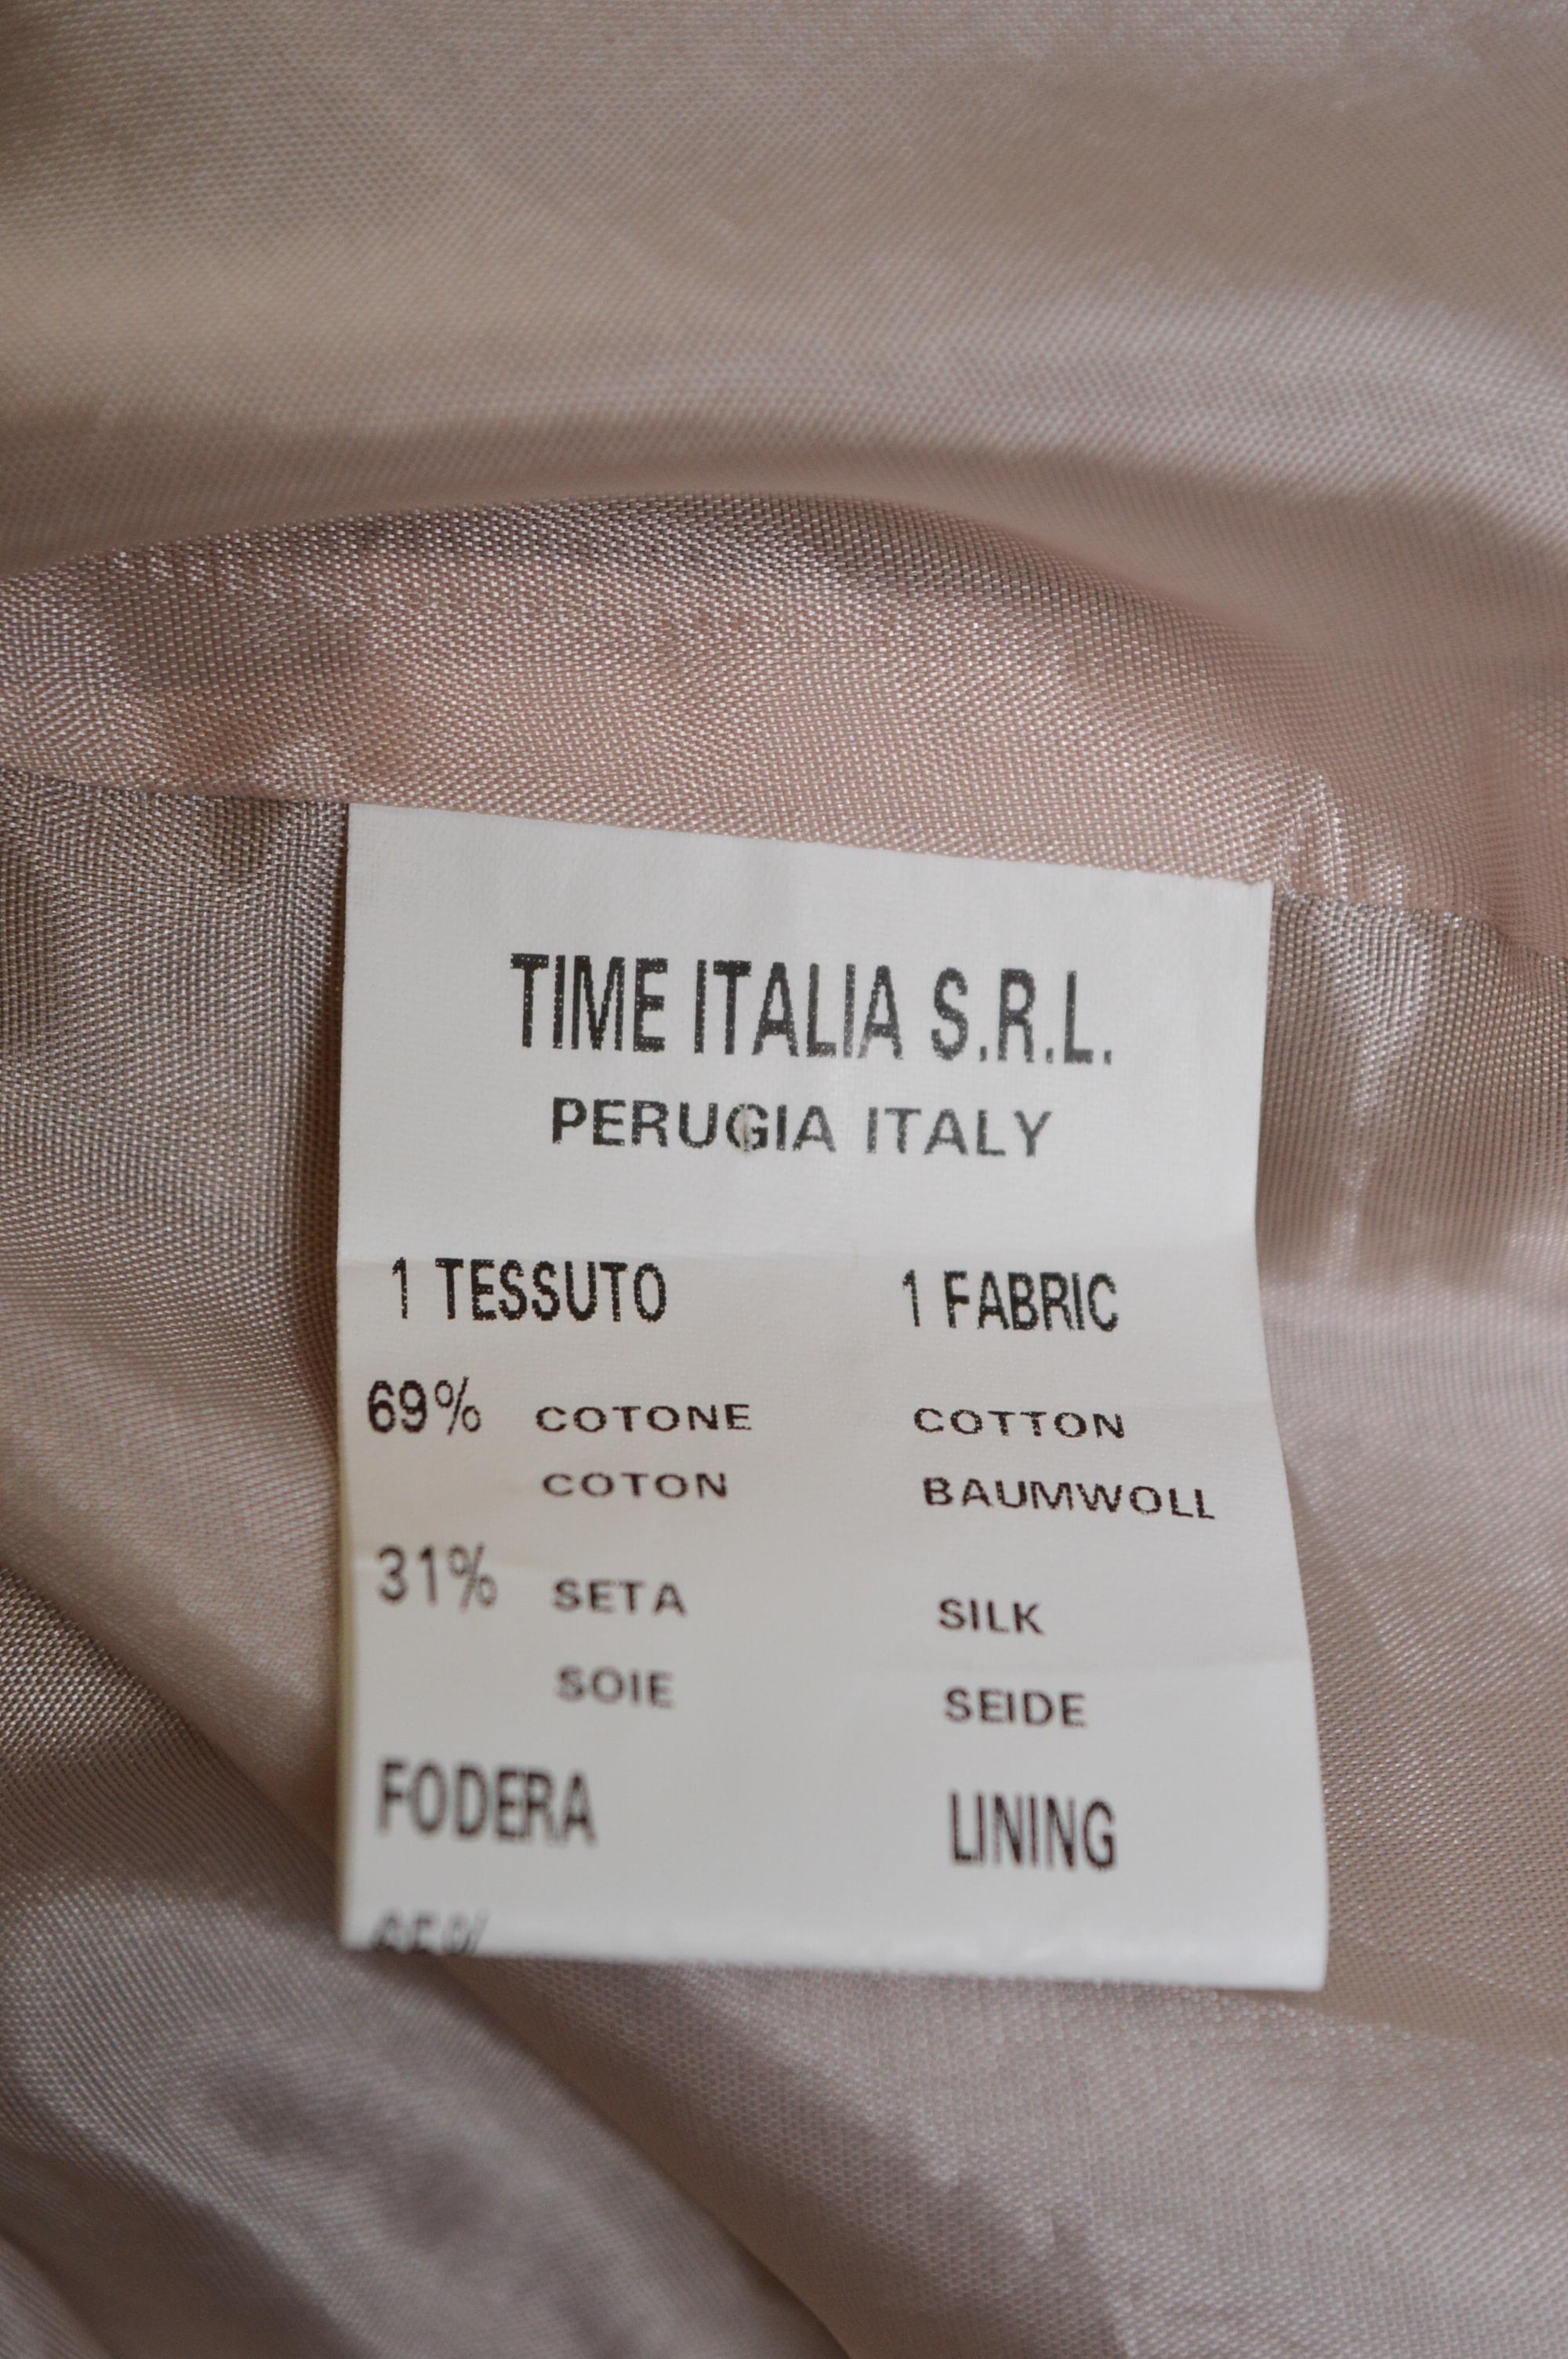 TIME ITALIA S.R.L.
PERUGIA ITALY
1 TESSUTO 1 FABRIC
69% COTONE COTTON
COTON BAUMWOLL
31% SETA SILK
SOIE SEIDE
FODERA LINING